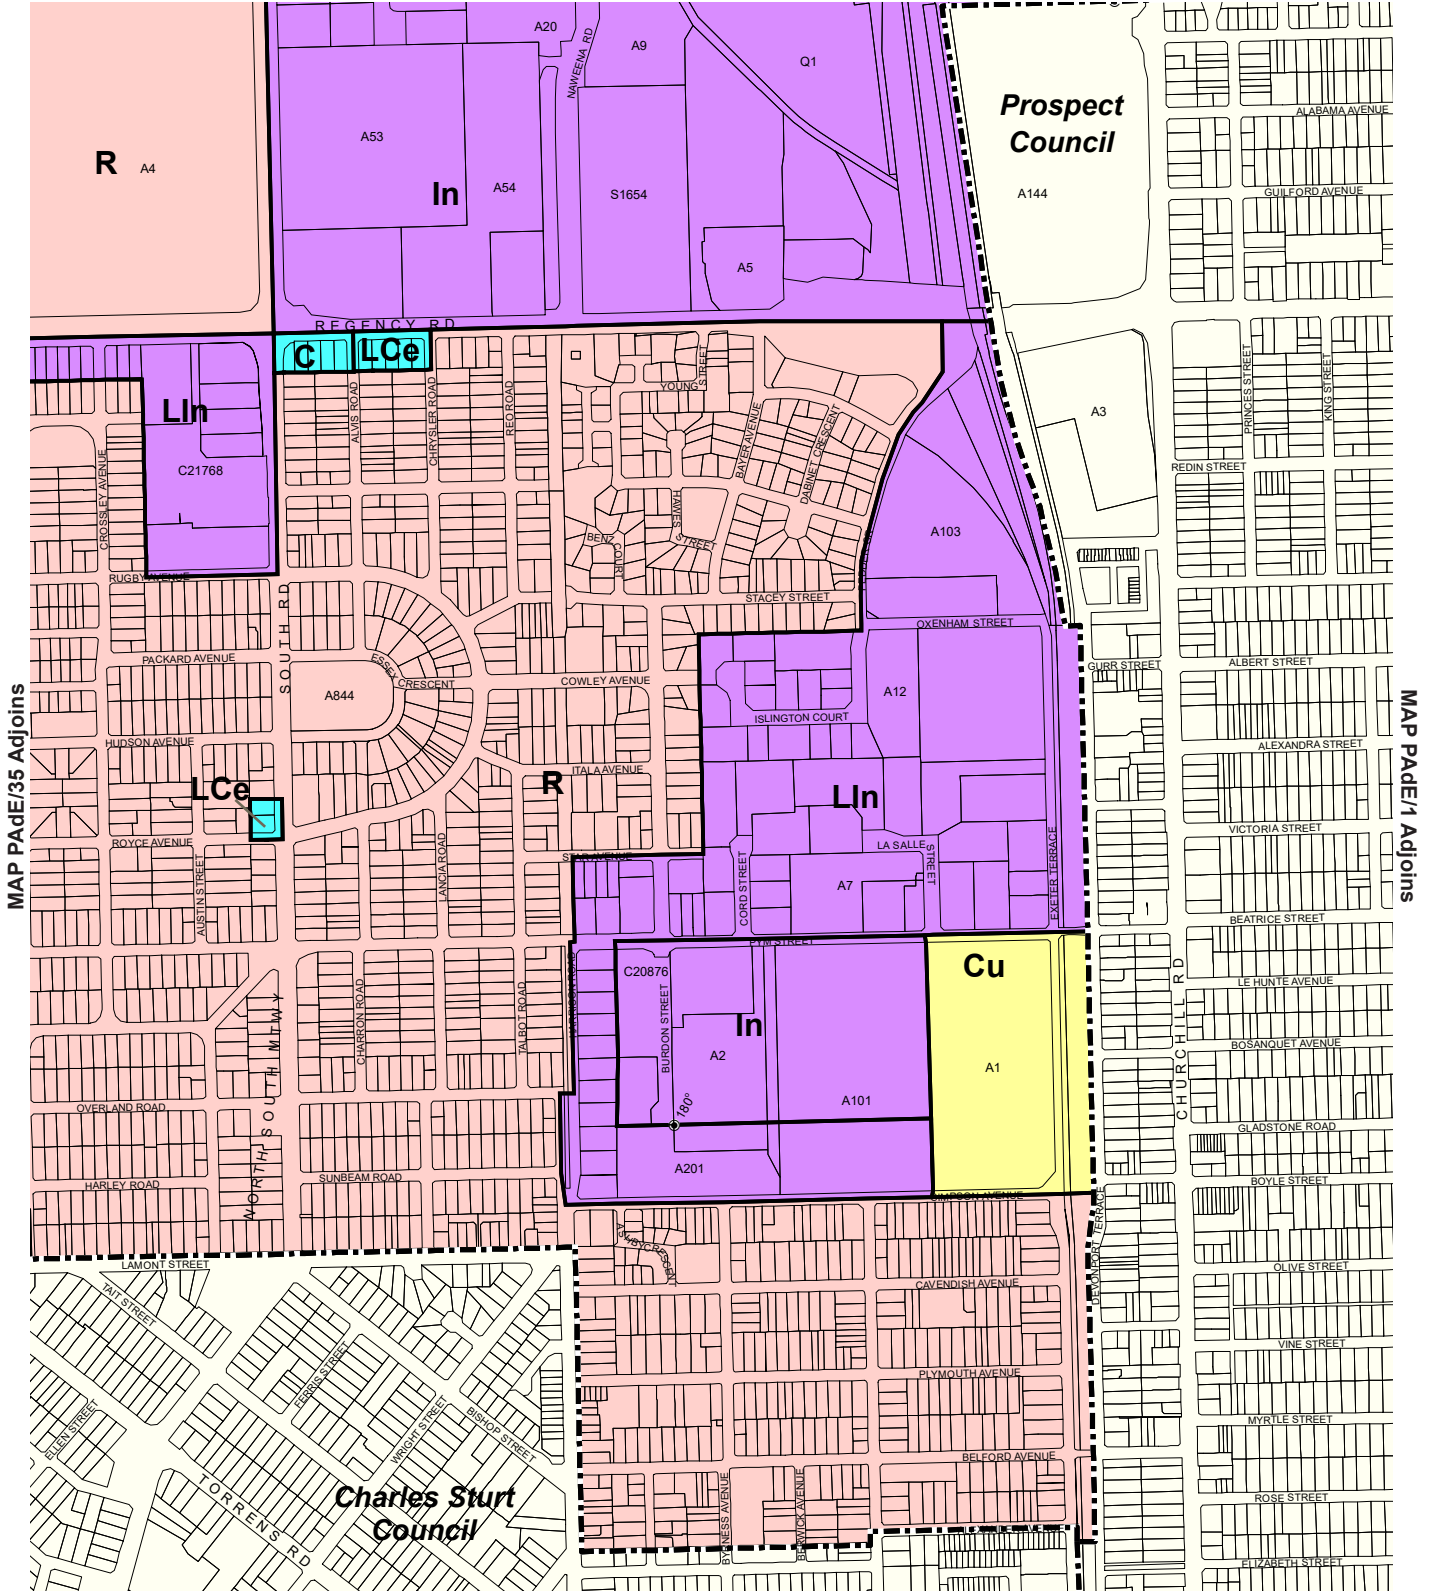 A20
A9
NAWEENA RD
Q1
Prospect
Council
ALABAMA AVENUE
A53
R
A4
In
A54
S1654
A144
GUILFORD AVENUE
A5
REGENCY RD
C
LCe
YOUNG
STREET
PRINCES STREET
KING STREET
LIn
ALVIS ROAD
CHRYSLER ROAD
REO ROAD
BAYER AVENUE
DABINET CRESCENT
A3
C21768
REDIN STREET
CROSSLEY AVENUE
HAWES
STREET
BENZ
COURT
A103
RUGBY AVENUE
STACEY STREET
SOUTH RD
OXENHAM STREET
PACKARD AVENUE
ESSEX
CRESCENT
COWLEY AVENUE
GURR STREET
ALBERT STREET
A844
A12
ISLINGTON COURT
MAP PAdE/35 Adjoins
MAP PAdE/1 Adjoins
HUDSON AVENUE
ALEXANDRA STREET
ITALA AVENUE
R
LCe
LIn
ROYCE AVENUE
VICTORIA STREET
STAR AVENUE
LA SALLE
STREET
LANCIA ROAD
AUSTIN STREET
CORD STREET
A7
EXETER TERRACE
BEATRICE STREET
PYM STREET
C20876
Cu
HARRISON ROAD
LE HUNTE AVENUE
CHURCHILL RD
NORTH SOUTH MTWY
CHARON ROAD
TALBOT ROAD
BURDON STREET
In
A2
BOSANQUET AVENUE
A1
OVERLAND ROAD
180°
A101
GLADSTONE ROAD
A201
SUNBEAM ROAD
HARLEY ROAD
BOYLE STREET
SIMPSON AVENUE
DEVONPORT TERRACE
ASHBY CRESCENT
LAMONT STREET
OLIVE STREET
TAIT STREET
CAVENDISH AVENUE
VINE STREET
FERRIS STREET
PLYMOUTH AVENUE
WRIGHT STREET
BISHOP STREET
ELLEN STREET
MYRTLE STREET
BELFORD AVENUE
TORRENS RD
Charles Sturt
Council
BYRNESS AVENUE
BERWICK AVENUE
ROSE STREET
ELIZABETH STREET